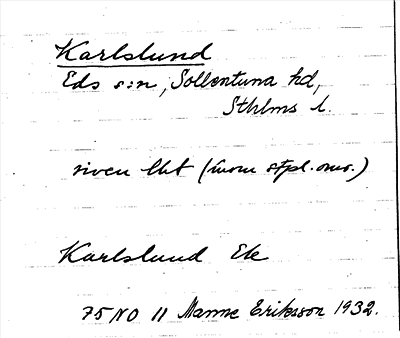 Karlslund
Eds s:n, Sollentuna hd,
Sthlms l.
riven lht (inom stpl. omr.)
Karlslund Ek
75 NO 11 Manne Eriksson 1932.